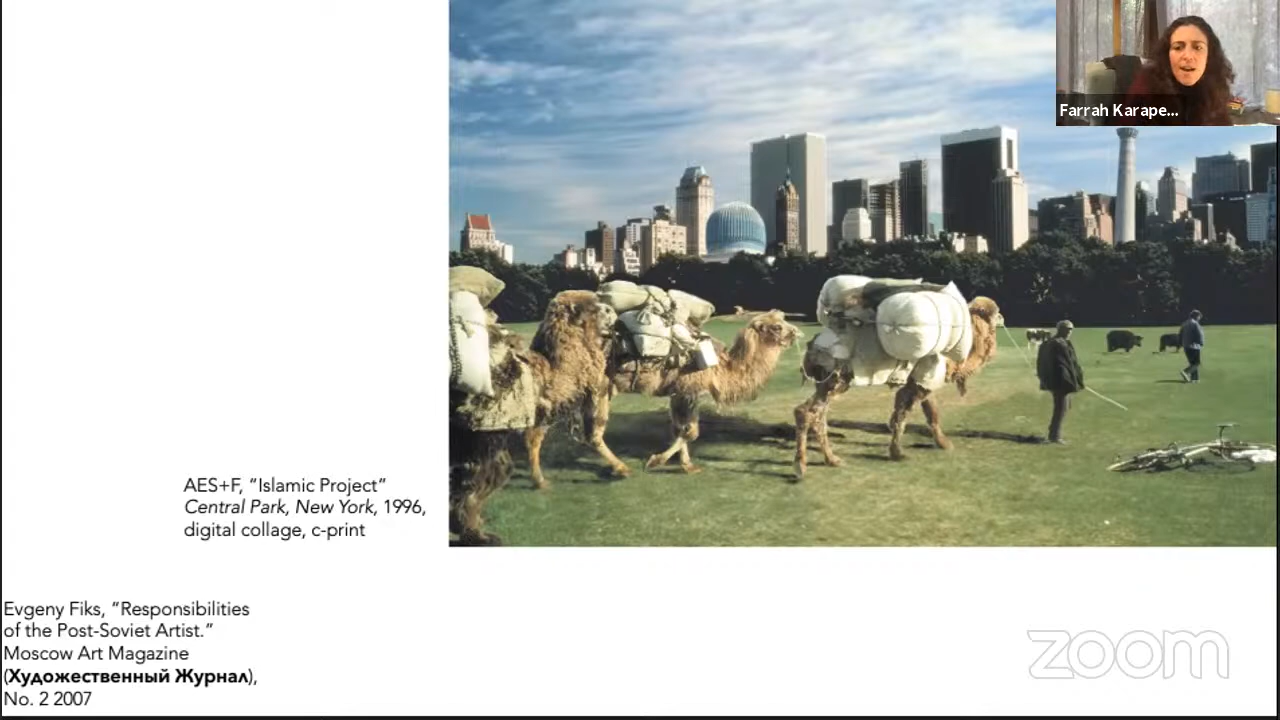 Farrah Karape...
AES+F, “Islamic Project”
Central Park, New York, 1996,
digital collage, c-print
Evgeny Fiks, “Responsibilities
of the Post-Soviet Artist.”
Moscow Art Magazine
(Художественный Журнал),
No. 2 2007
zoom